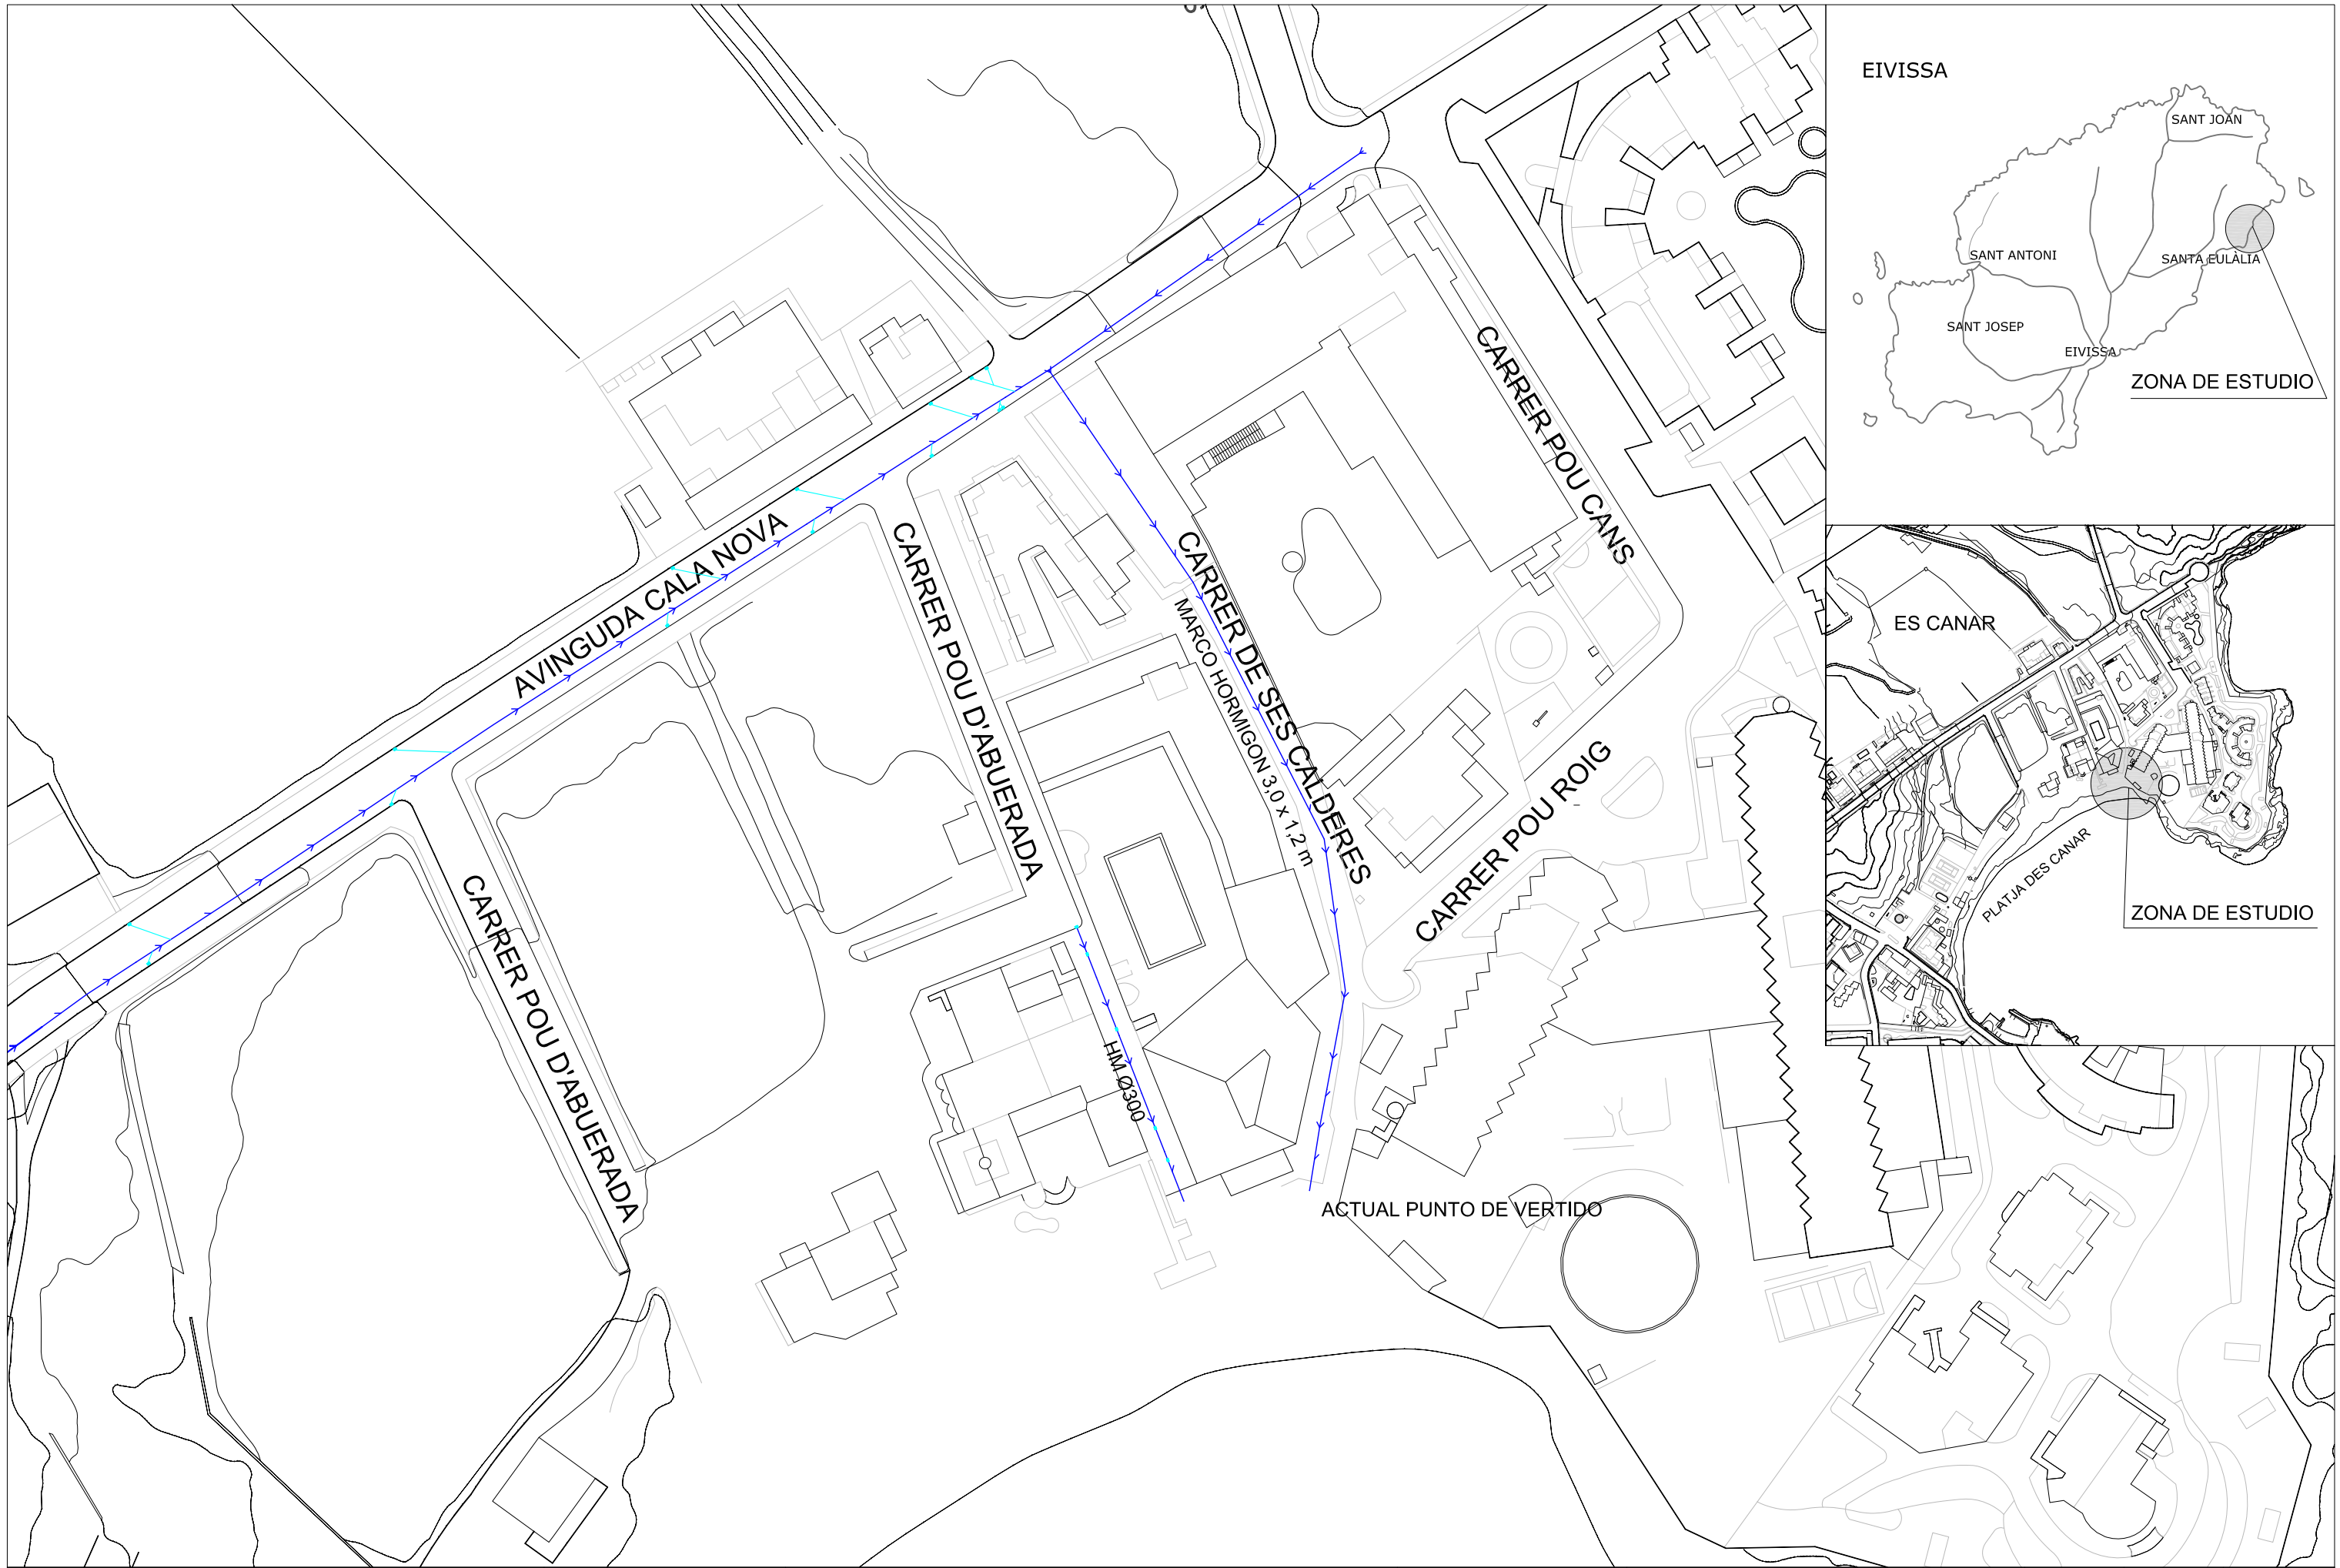 EIVISSA
SANT JOAN
SANT ANTONI
SANTA EULÀLIA
SANT JOSEP
EIVISSA
ZONA DE ESTUDIO
ES CANAR
PLATJA DES CANAR
ZONA DE ESTUDIO
AVINGUDA CALA NOVA
CARRER POU CANS
CARRER POU D'ABUERADA
CARRER DE SES CALDERES
MARCO HORMIGON 3,0 x 1,2 m
CARRER POU ROIG
CARRER POU D'ABUERADA
HM Ø300
ACTUAL PUNTO DE VERTIDO